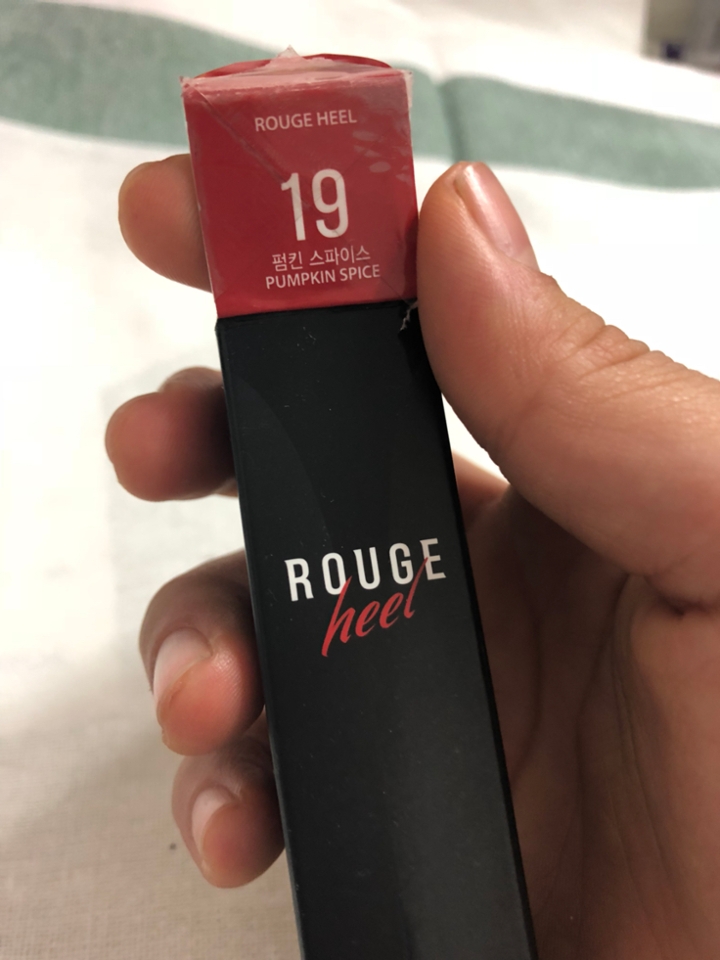 ROUGE HEEL
19
펌킨 스파이스
PUMPKIN SPICE
ROUGE
heel